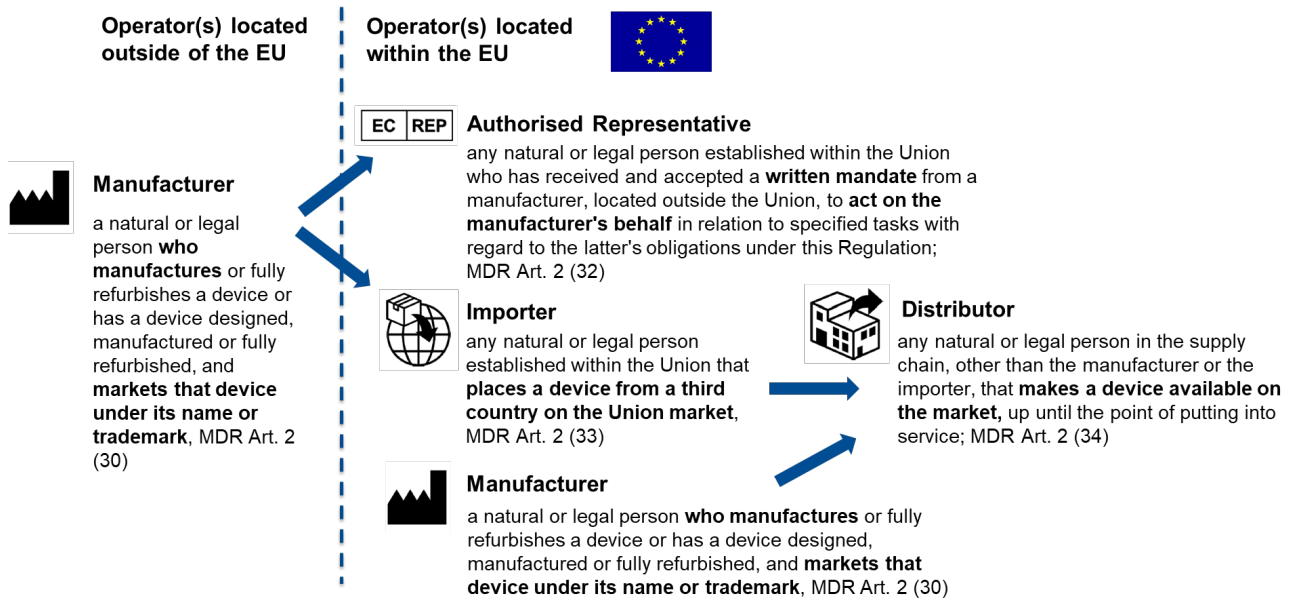 Operator(s) located
outside of the EU
Operator(s) located
within the EU
Manufacturer
a natural or legal
person who
manufactures or fully
refurbishes a device or
has a device designed,
manufactured or fully
refurbished, and
markets that device
under its name or
trademark, MDR Art. 2
(30)
EC REP
Authorised Representative
any natural or legal person established within the Union
who has received and accepted a written mandate from a
manufacturer, located outside the Union, to act on the
manufacturer's behalf in relation to specified tasks with
regard to the latter's obligations under this Regulation;
MDR Art. 2 (32)
Importer
any natural or legal person
established within the Union that
places a device from a third
country on the Union market,
MDR Art. 2 (33)
Distributor
any natural or legal person in the supply
chain, other than the manufacturer or the
importer, that makes a device available on
the market, up until the point of putting into
service; MDR Art. 2 (34)
Manufacturer
a natural or legal person who manufactures or fully
refurbishes a device or has a device designed,
manufactured or fully refurbished, and markets that
device under its name or trademark, MDR Art. 2 (30)